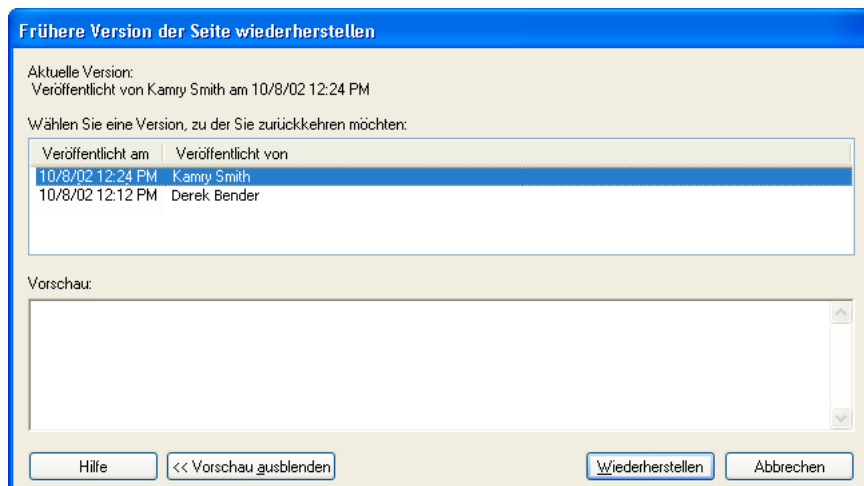 Frühere Version der Seite wiederherstellen
Aktuelle Version:
Veröffentlicht von Kamry Smith am 10/8/02 12:24 PM
Wählen Sie eine Version, zu der Sie zurückkehren möchten:
Veröffentlicht am Veröffentlicht von
10/8/02 12:24 PM Kamry Smith
10/8/02 12:12 PM Derek Bender
Vorschau:
Hilfe << Vorschau ausblenden Wiederherstellen Abbrechen